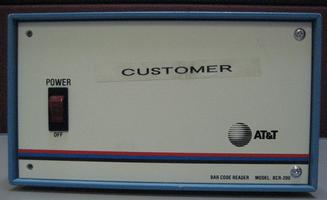 CUSTOMER
POWER
OFF
AT&T
BAR CODE READER MODEL: BCR-200